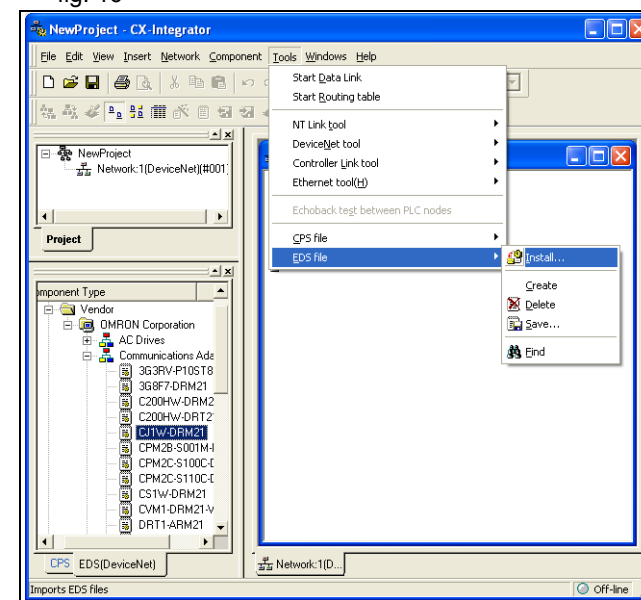 NewProject - CX-Integrator
File Edit View Insert Network Component Tools Windows Help
Start Data Link
Start Routing table
NT Link tool
DeviceNet tool
Controller Link tool
Ethernet tool(H)
Echoback test between PLC nodes
CPS file
EDS file
Install...
Create
Delete
Save...
Find
NewProject
Network:1(DeviceNet)(#001)
Project
omponent Type
Vendor
OMRON Corporation
AC Drives
Communications Ada
3G3RV-P10ST8
3G8F7-DRM21
C200HW-DRM2
C200HW-DRT2
CJ1W-DRM21
CPM2B-S001M-
CPM2C-S100C-
CPM2C-S110C-
CS1W-DRM21
CVM1-DRM21-V
DRT1-ARM21
CPS EDS(DeviceNet)
Network:1(D...
Imports EDS files
Off-line